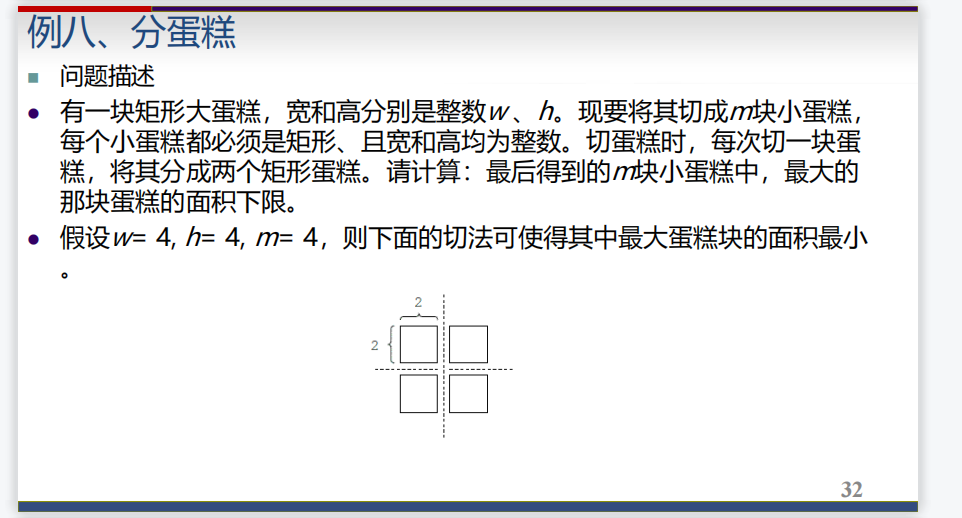 例八、分蛋糕
问题描述
有一块矩形大蛋糕，宽和高分别是整数w 、h。现要将其切成m块小蛋糕，
每个小蛋糕都必须是矩形、且宽和高均为整数。切蛋糕时，每次切一块蛋
糕，将其分成两个矩形蛋糕。请计算：最后得到的m块小蛋糕中，最大的
那块蛋糕的面积下限。
假设w= 4, h= 4, m= 4，则下面的切法可使得其中最大蛋糕块的面积最小
。
2
2
32